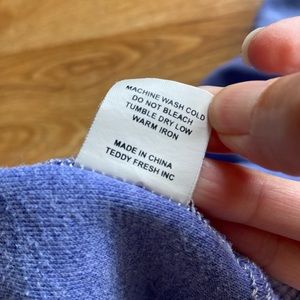 MACHINE WASH COLD
DO NOT BLEACH
TUMBLE DRY LOW
WARM IRON
MADE IN CHINA
TEDDY FRESH INC